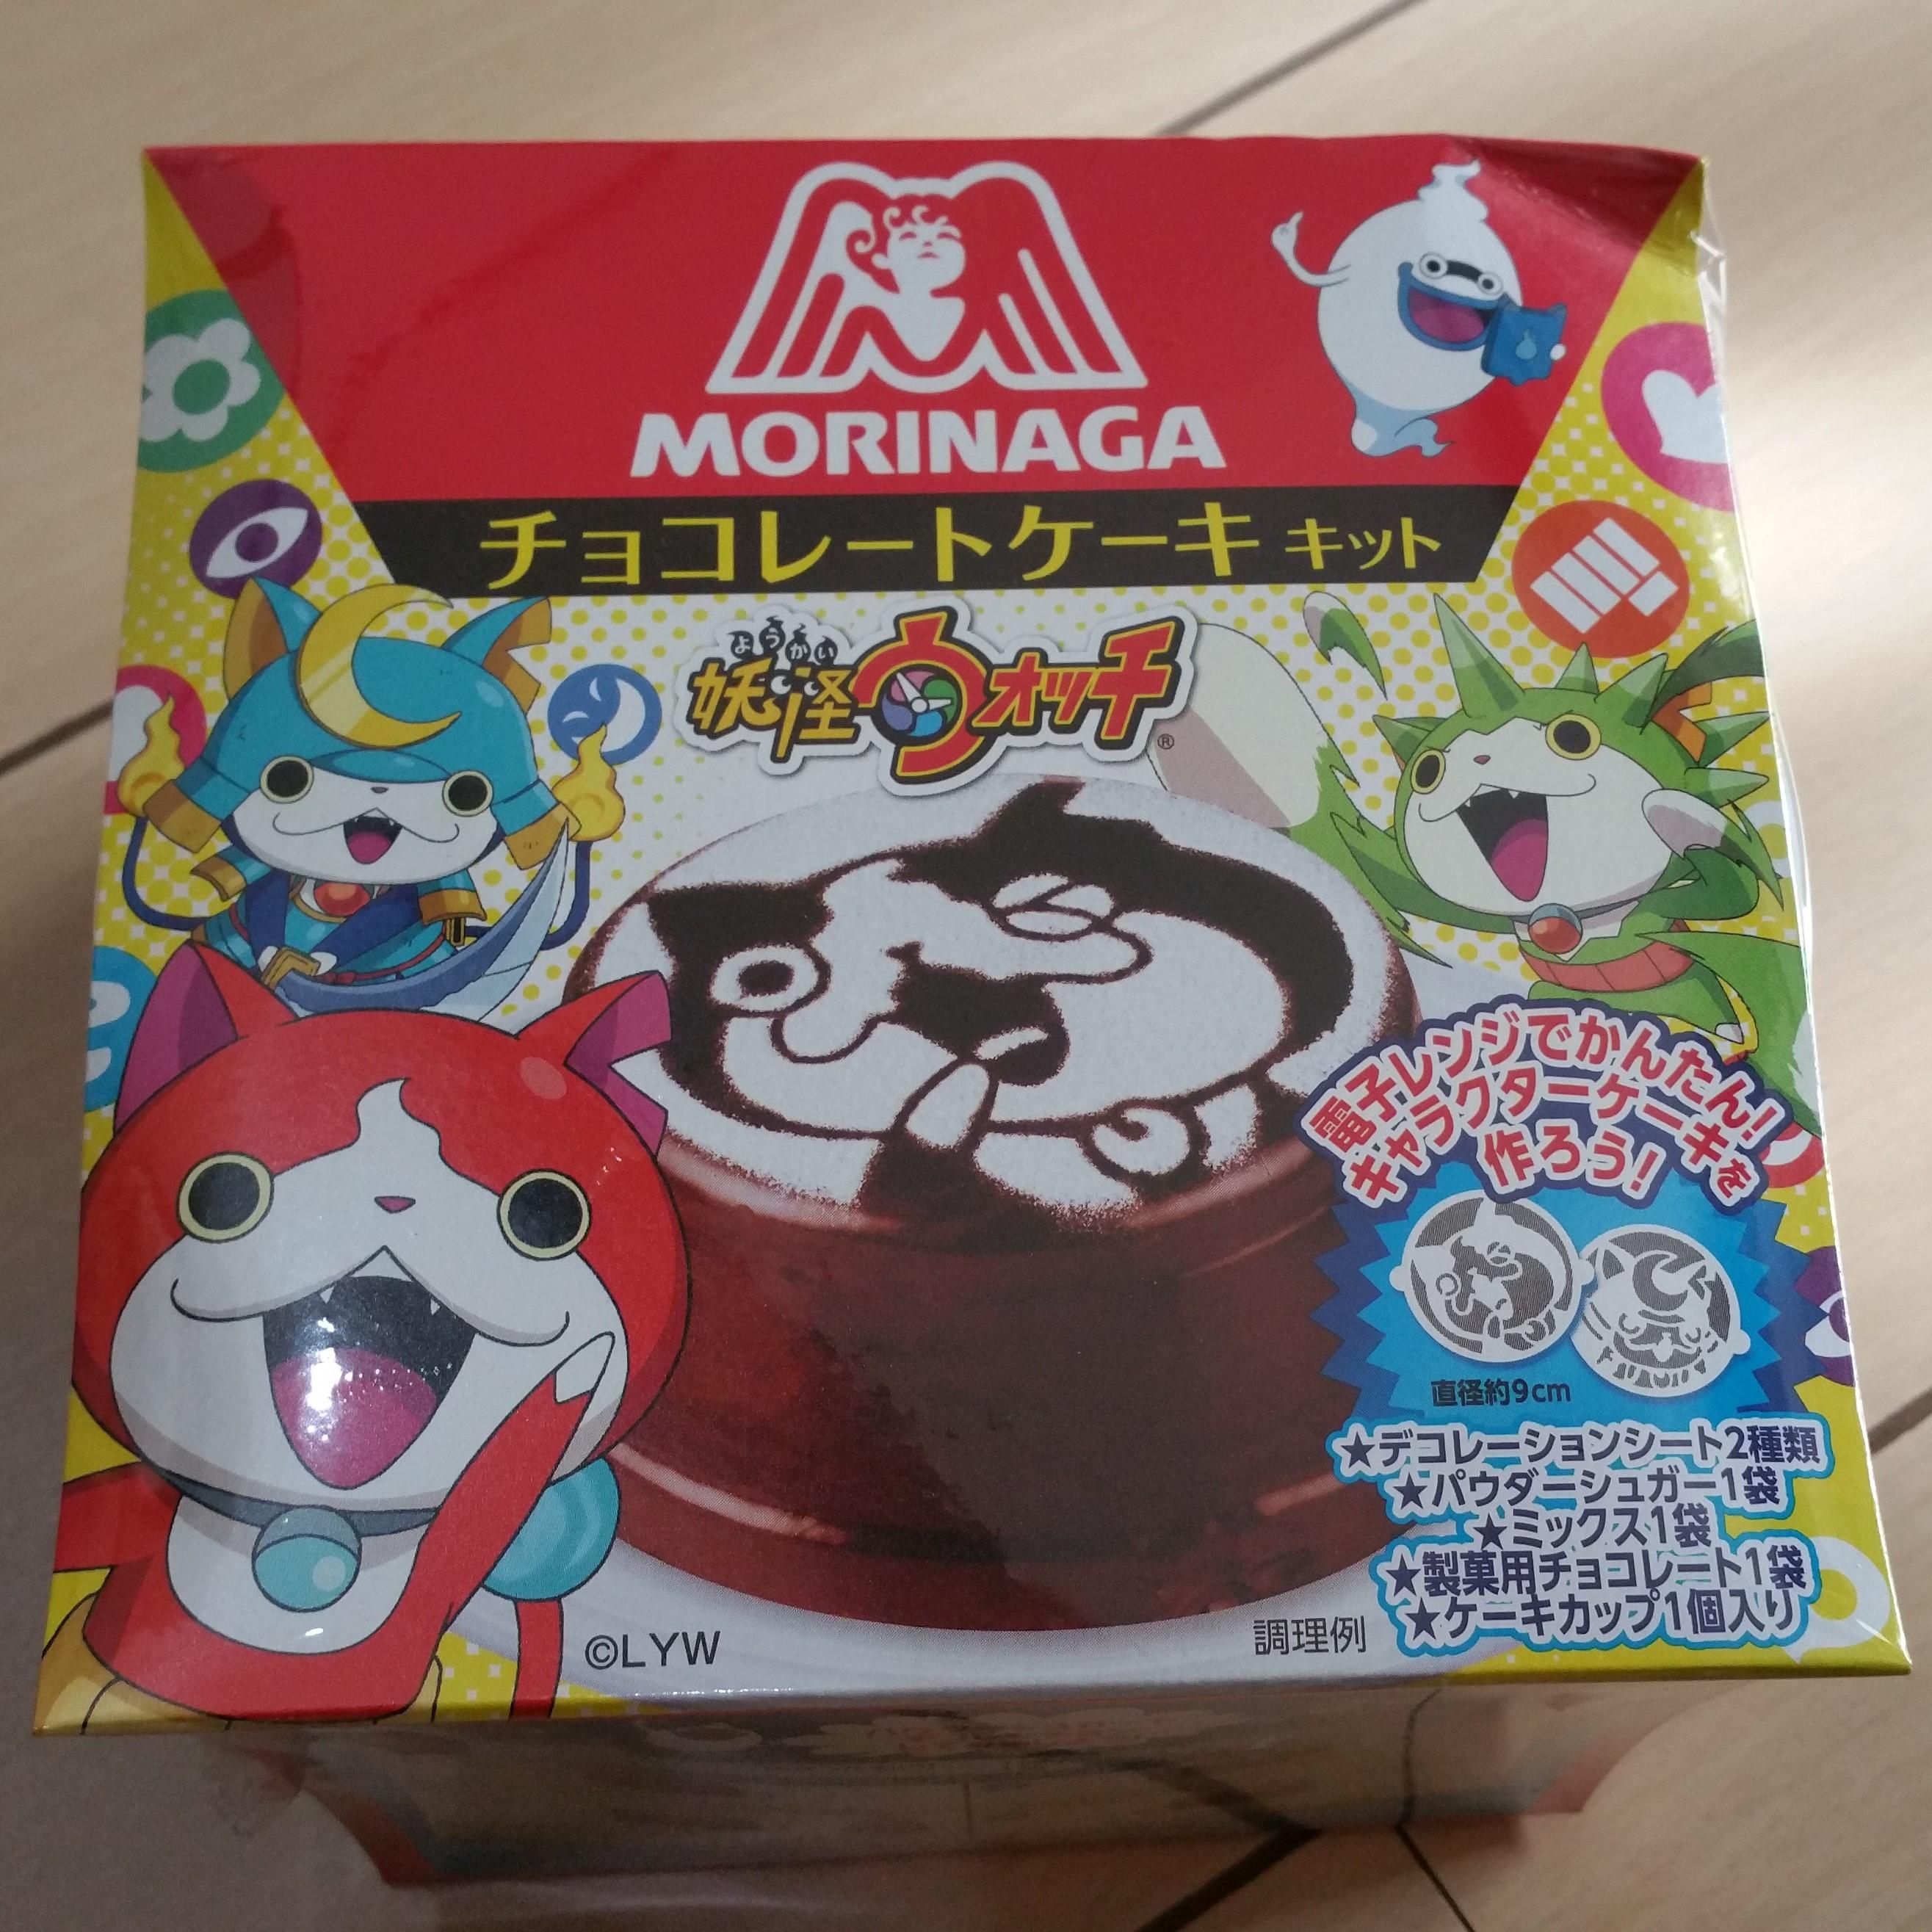 MORINAGA
チョコレートケーキ キット
ようかい
妖怪ウォッチ
®
電子レンジでかんたん!
キャラクターケーキを
作ろう!
直径約9cm
★デコレーションシート2種類
★パウダーシュガー1袋
★ミックス1袋
★製菓用チョコレート1袋
★ケーキカップ1個入り
©LYW
調理例